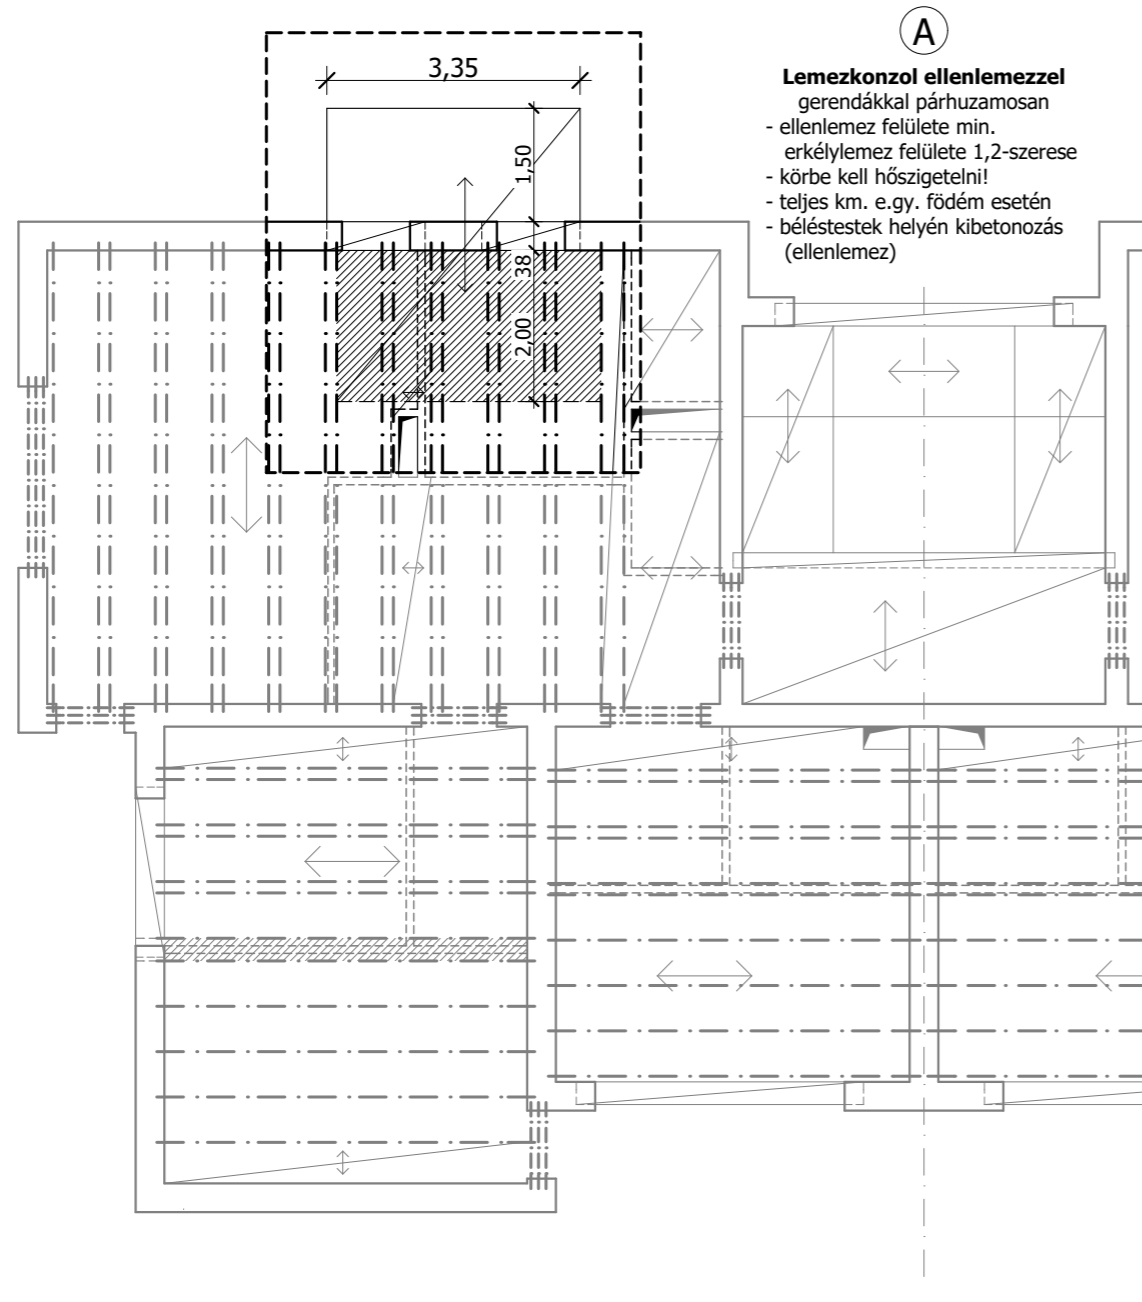 A
Lemezkonzol ellenlemezzel
gerendákkal párhuzamosan
- ellenlemez felülete min.
erkélylemez felülete 1,2-szerese
- körbe kell hőszigetelni!
- teljes km. e.gy. födém esetén
- béléstestek helyén kibetonozás
(ellenlemez)
3,35
1,50
38
2,00